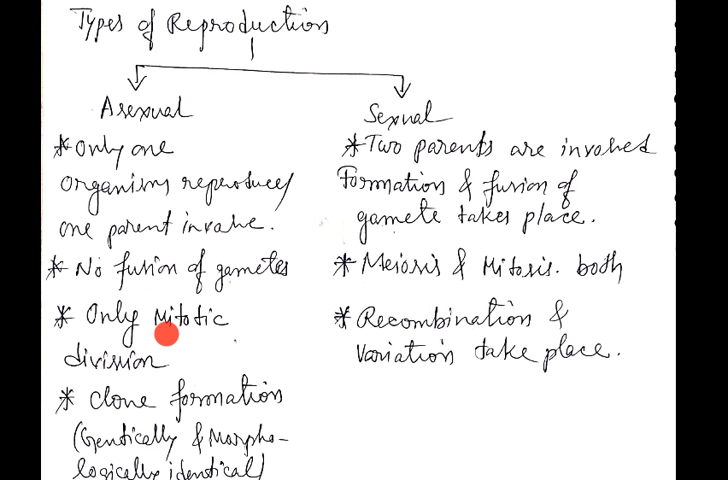 Types of Reproduction
Asexual
* Only one
organism reproduces
one parent involve.
* No fusion of gametes
* Only Mitotic
division
* Clone formation
(Genetically & Morpho-
logically identical)
Sexual
* Two parents are involved
Formation & fusion of
gamete takes place.
* Meiosis & Mitosis. both
* Recombination &
Variation take place.